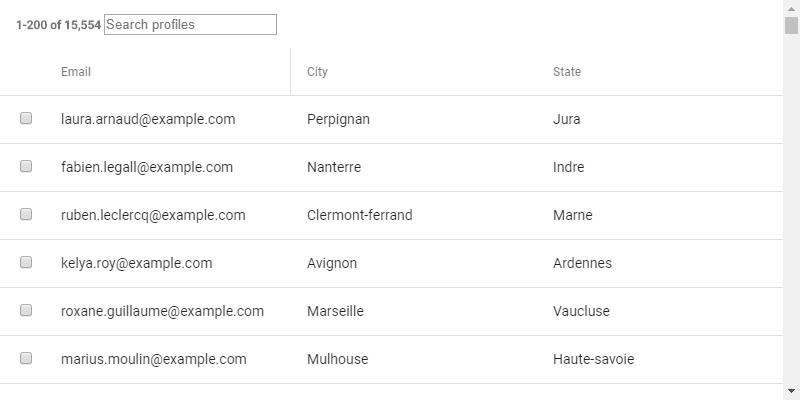 1-200 of 15,554 Search profiles
Email City State
laura.arnaud@example.com Perpignan Jura
fabien.legall@example.com Nanterre Indre
ruben.leclercq@example.com Clermont-ferrand Marne
kelya.roy@example.com Avignon Ardennes
roxane.guillaume@example.com Marseille Vaucluse
marius.moulin@example.com Mulhouse Haute-savoie